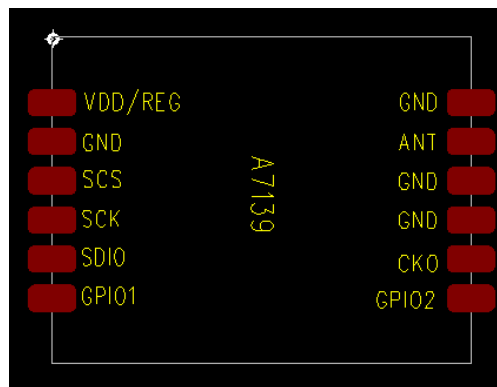 VDD/REG
GND
SCS
SCK
SDIO
GPIO1
A7139
GND
ANT
GND
GND
CKO
GPIO2